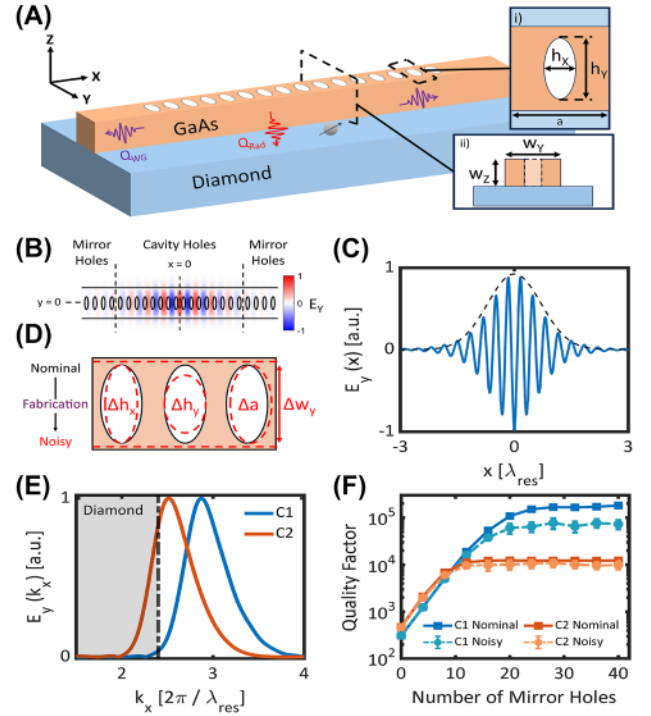 (A)
Z
X
Y
GaAs
Q_WG
Q_Rad
Diamond
i)
h_X
h_Y
a
ii)
w_Y
w_Z
(B)
Mirror Holes
Cavity Holes
x = 0
Mirror Holes
y = 0
1
0
-1
E_Y
(C)
E_y (x) [a.u.]
1
0
-1
-3
0
3
x [λ_res]
(D)
Nominal
Fabrication
Noisy
Δh_x
Δh_y
Δa
Δw_y
(E)
E_y (k_x) [a.u.]
1
0
Diamond
C1
C2
2
3
4
k_x [2π / λ_res]
(F)
Quality Factor
10^5
10^4
10^3
10^2
C1 Nominal
C2 Nominal
C1 Noisy
C2 Noisy
0
10
20
30
40
Number of Mirror Holes